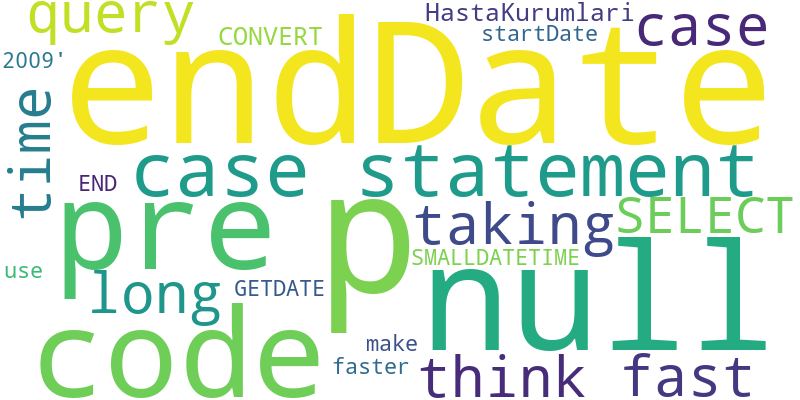 query
CONVERT
HastaKurumlari
startDate
case
2009'
endDate
time
END
case statement
pre
p
taking
SELECT
use
long
GETDATE
SMALLDATETIME
null
code
make
faster
think fast